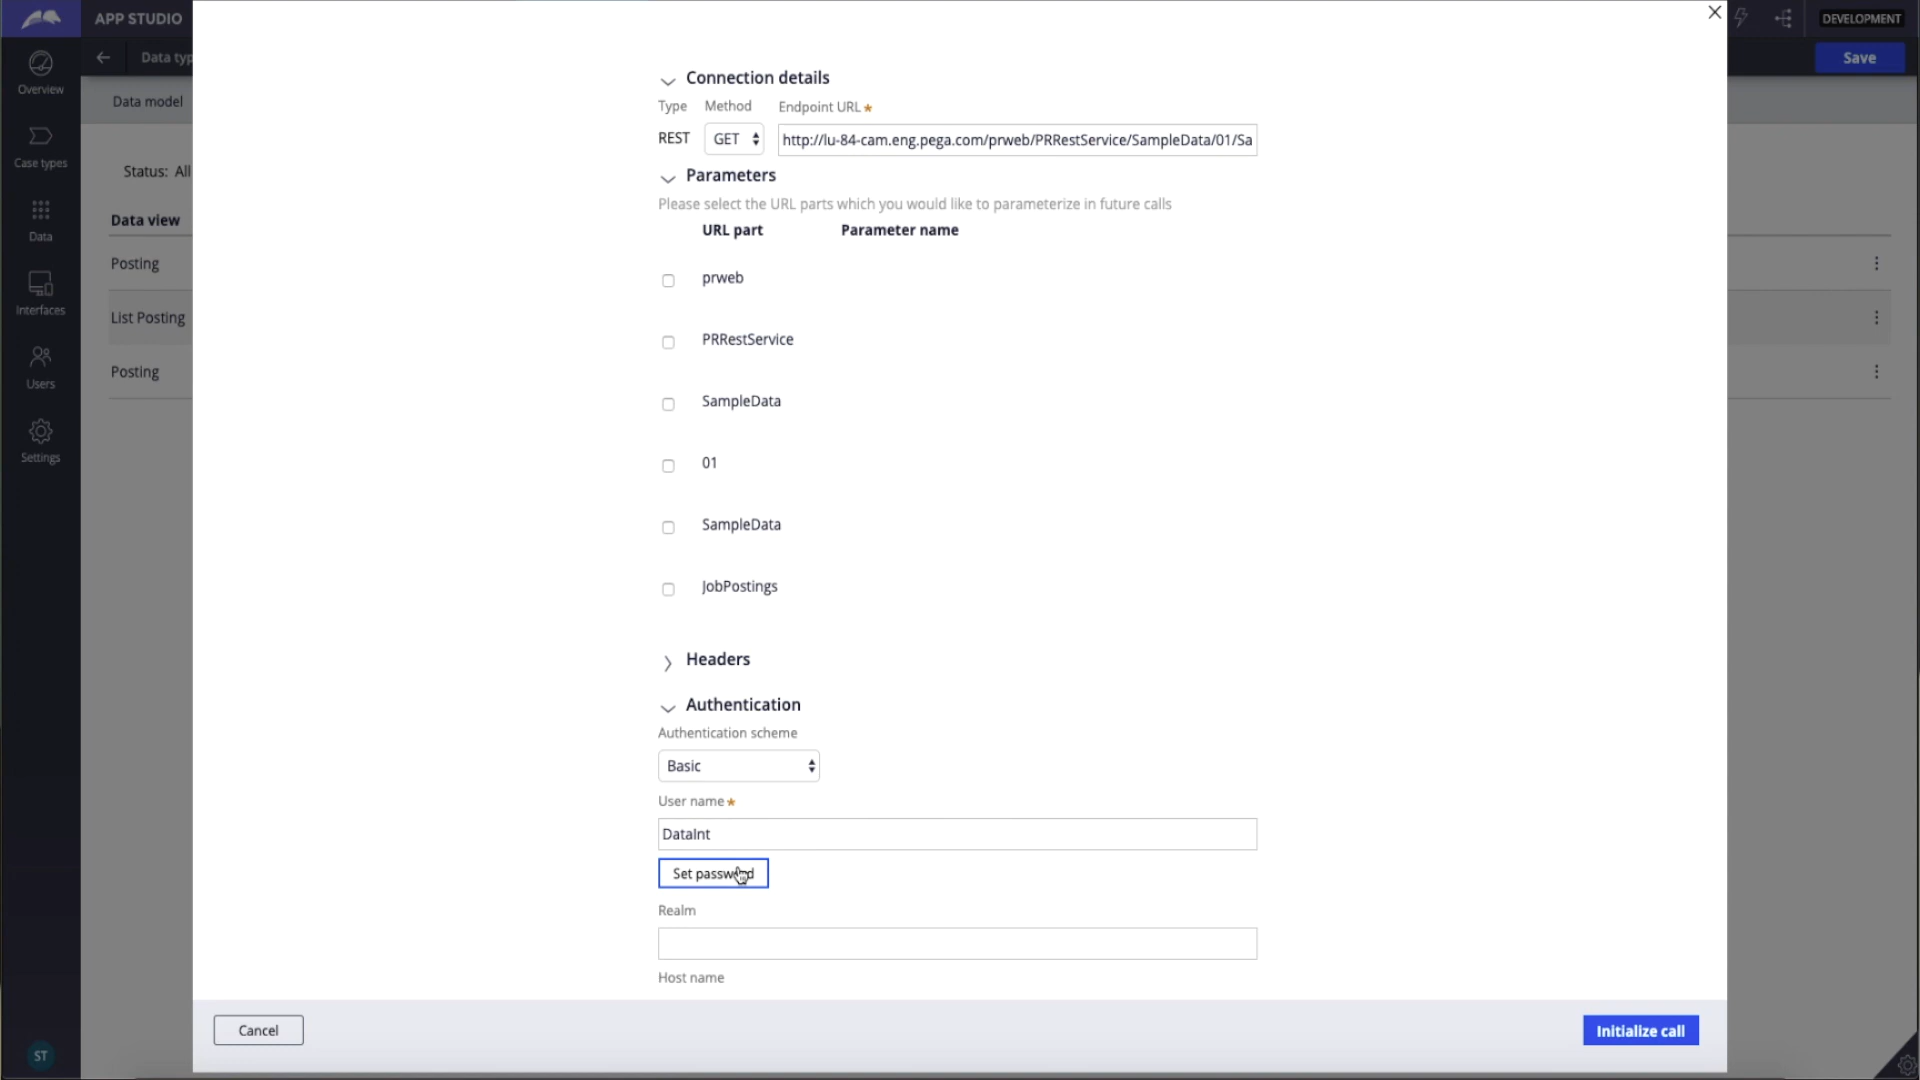 APP STUDIO
DEVELOPMENT
Data typ
Save
Overview
Data model
Case types
Status: All
Data
Data view
Interfaces
Posting
List Posting
Posting
Users
Settings
ST
Connection details
Type Method Endpoint URL *
REST GET http://lu-84-cam.eng.pega.com/prweb/PRRestService/SampleData/01/Sa
Parameters
Please select the URL parts which you would like to parameterize in future calls
URL part Parameter name
prweb
PRRestService
SampleData
01
SampleData
JobPostings
Headers
Authentication
Authentication scheme
Basic
User name *
DataInt
Set password
Realm
Host name
Cancel
Initialize call